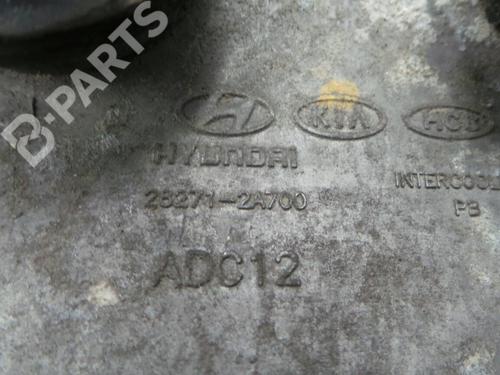 B-PARTS
KIA
HCC
HYUNDAI
28271-2A700
INTERCOOL
PB
ADC12